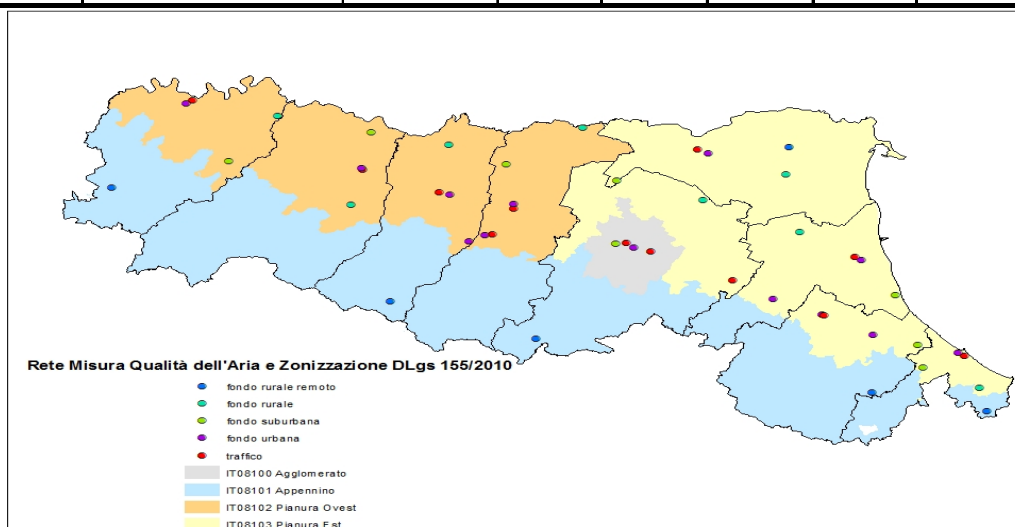 Rete Misura Qualità dell'Aria e Zonizzazione DLgs 155/2010
fondo rurale remoto
fondo rurale
fondo suburbana
fondo urbana
traffico
IT08100 Agglomerato
IT08101 Appennino
IT08102 Pianura Ovest
IT08103 Pianura Est